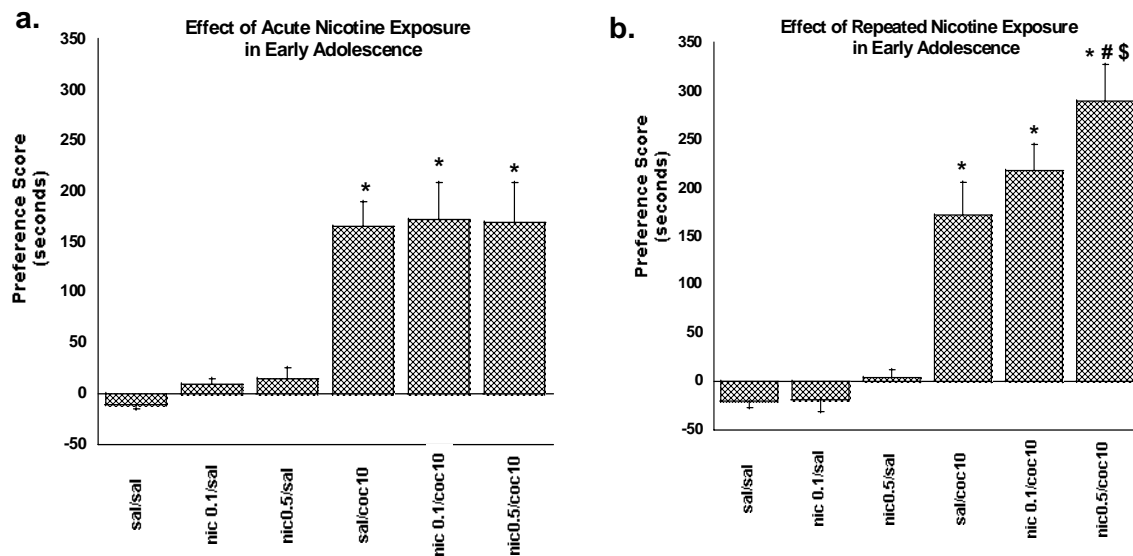 a.
Effect of Acute Nicotine Exposure
in Early Adolescence
350
300
250
200
150
100
50
0
-50
Preference Score
(seconds)
*
*
*
sal/sal
nic 0.1/sal
nic0.5/sal
sal/coc10
nic 0.1/coc10
nic0.5/coc10
b.
Effect of Repeated Nicotine Exposure
in Early Adolescence
350
300
250
200
150
100
50
0
-50
Preference Score
(seconds)
*
*
* # $
sal/sal
nic 0.1/sal
nic0.5/sal
sal/coc10
nic 0.1/coc10
nic0.5/coc10